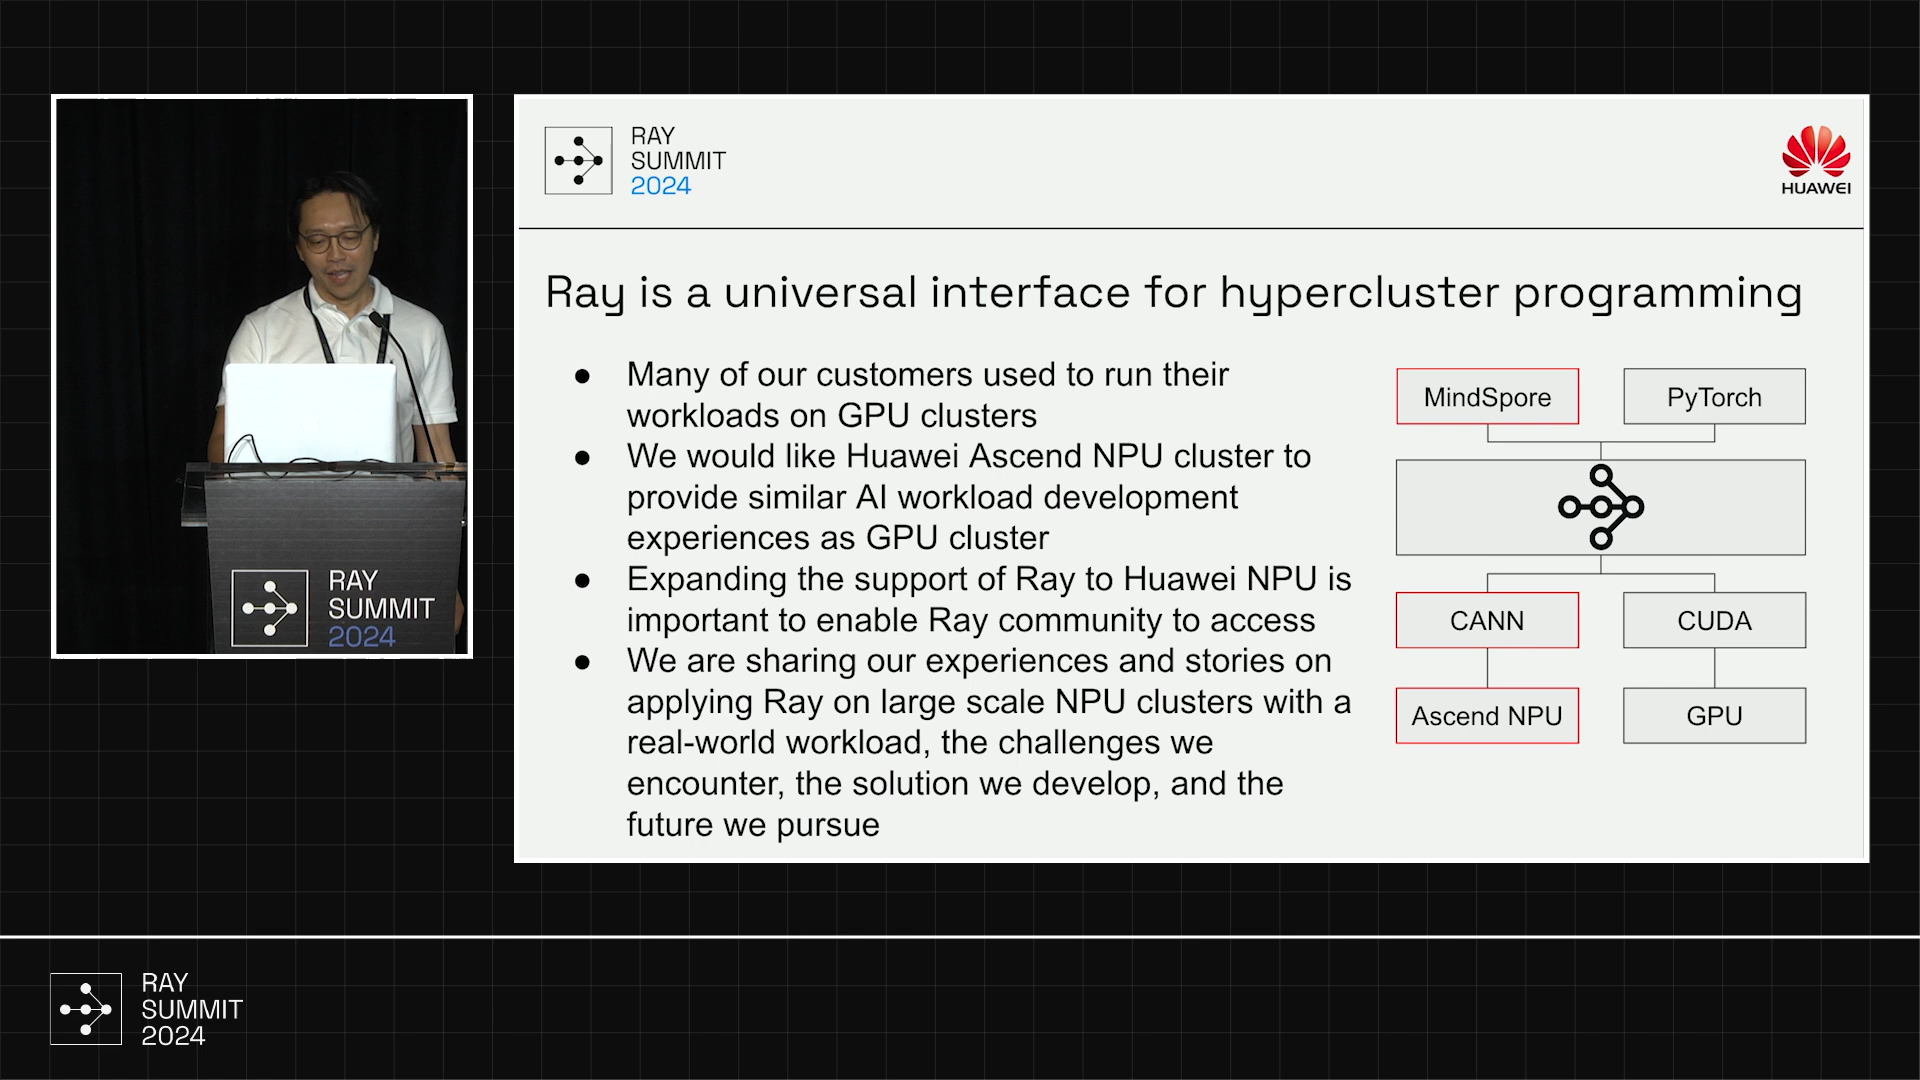 RAY
SUMMIT
2024
HUAWEI
Ray is a universal interface for hypercluster programming
● Many of our customers used to run their
workloads on GPU clusters
● We would like Huawei Ascend NPU cluster to
provide similar AI workload development
experiences as GPU cluster
● Expanding the support of Ray to Huawei NPU is
important to enable Ray community to access
● We are sharing our experiences and stories on
applying Ray on large scale NPU clusters with a
real-world workload, the challenges we
encounter, the solution we develop, and the
future we pursue
MindSpore
PyTorch
CANN
CUDA
Ascend NPU
GPU
RAY
SUMMIT
2024
RAY
SUMMIT
2024